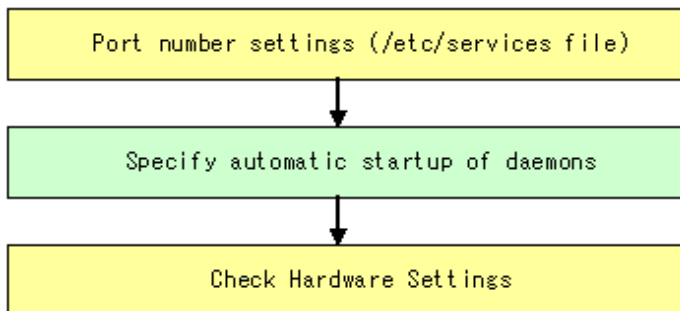 Port number settings (/etc/services file)
Specify automatic startup of daemons
Check Hardware Settings